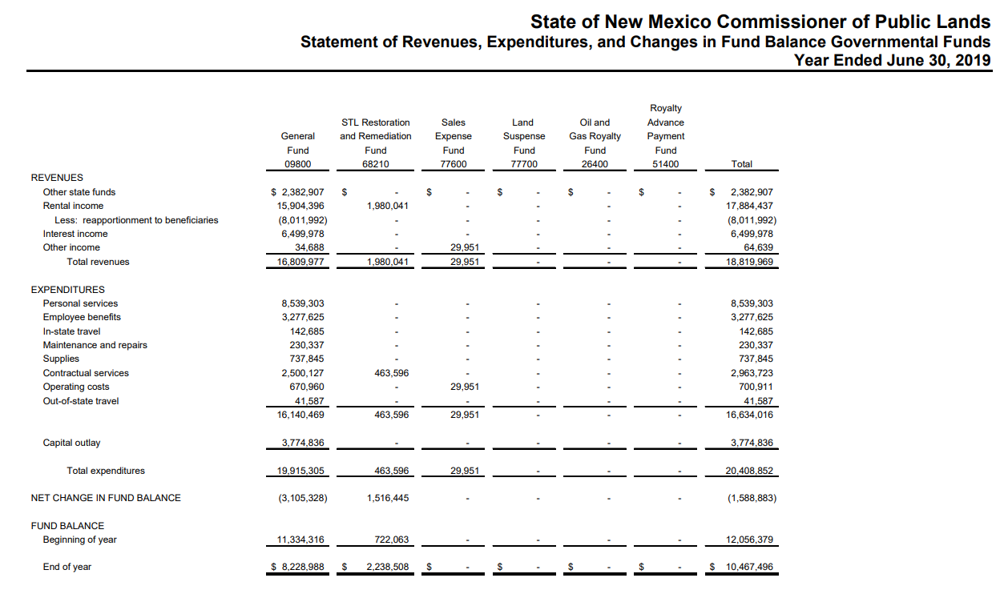 State of New Mexico Commissioner of Public Lands
Statement of Revenues, Expenditures, and Changes in Fund Balance Governmental Funds
Year Ended June 30, 2019
Royalty
STL Restoration Sales Land Oil and Advance
General and Remediation Expense Suspense Gas Royalty Payment
Fund Fund Fund Fund Fund Fund
09800 68210 77600 77700 26400 51400 Total
REVENUES
Other state funds $ 2,382,907 $ - $ - $ - $ - $ - $ 2,382,907
Rental income 15,904,396 1,980,041 - - - - 17,884,437
Less: reapportionment to beneficiaries (8,011,992) - - - - - (8,011,992)
Interest income 6,499,978 - - - - - 6,499,978
Other income 34,688 - 29,951 - - - 64,639
Total revenues 16,809,977 1,980,041 29,951 - - - 18,819,969
EXPENDITURES
Personal services 8,539,303 - - - - - 8,539,303
Employee benefits 3,277,625 - - - - - 3,277,625
In-state travel 142,685 - - - - - 142,685
Maintenance and repairs 230,337 - - - - - 230,337
Supplies 737,845 - - - - - 737,845
Contractual services 2,500,127 463,596 - - - - 2,963,723
Operating costs 670,960 - 29,951 - - - 700,911
Out-of-state travel 41,587 - - - - - 41,587
16,140,469 463,596 29,951 - - - 16,634,016
Capital outlay 3,774,836 - - - - - 3,774,836
Total expenditures 19,915,305 463,596 29,951 - - - 20,408,852
NET CHANGE IN FUND BALANCE (3,105,328) 1,516,445 - - - - (1,588,883)
FUND BALANCE
Beginning of year 11,334,316 722,063 - - - - 12,056,379
End of year $ 8,228,988 $ 2,238,508 $ - $ - $ - $ - $ 10,467,496